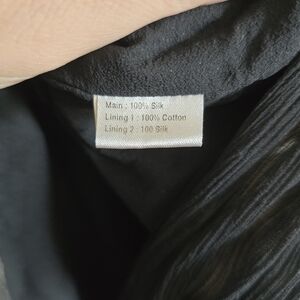 Main : 100% Silk
Lining 1 : 100% Cotton
Lining 2 : 100 Silk